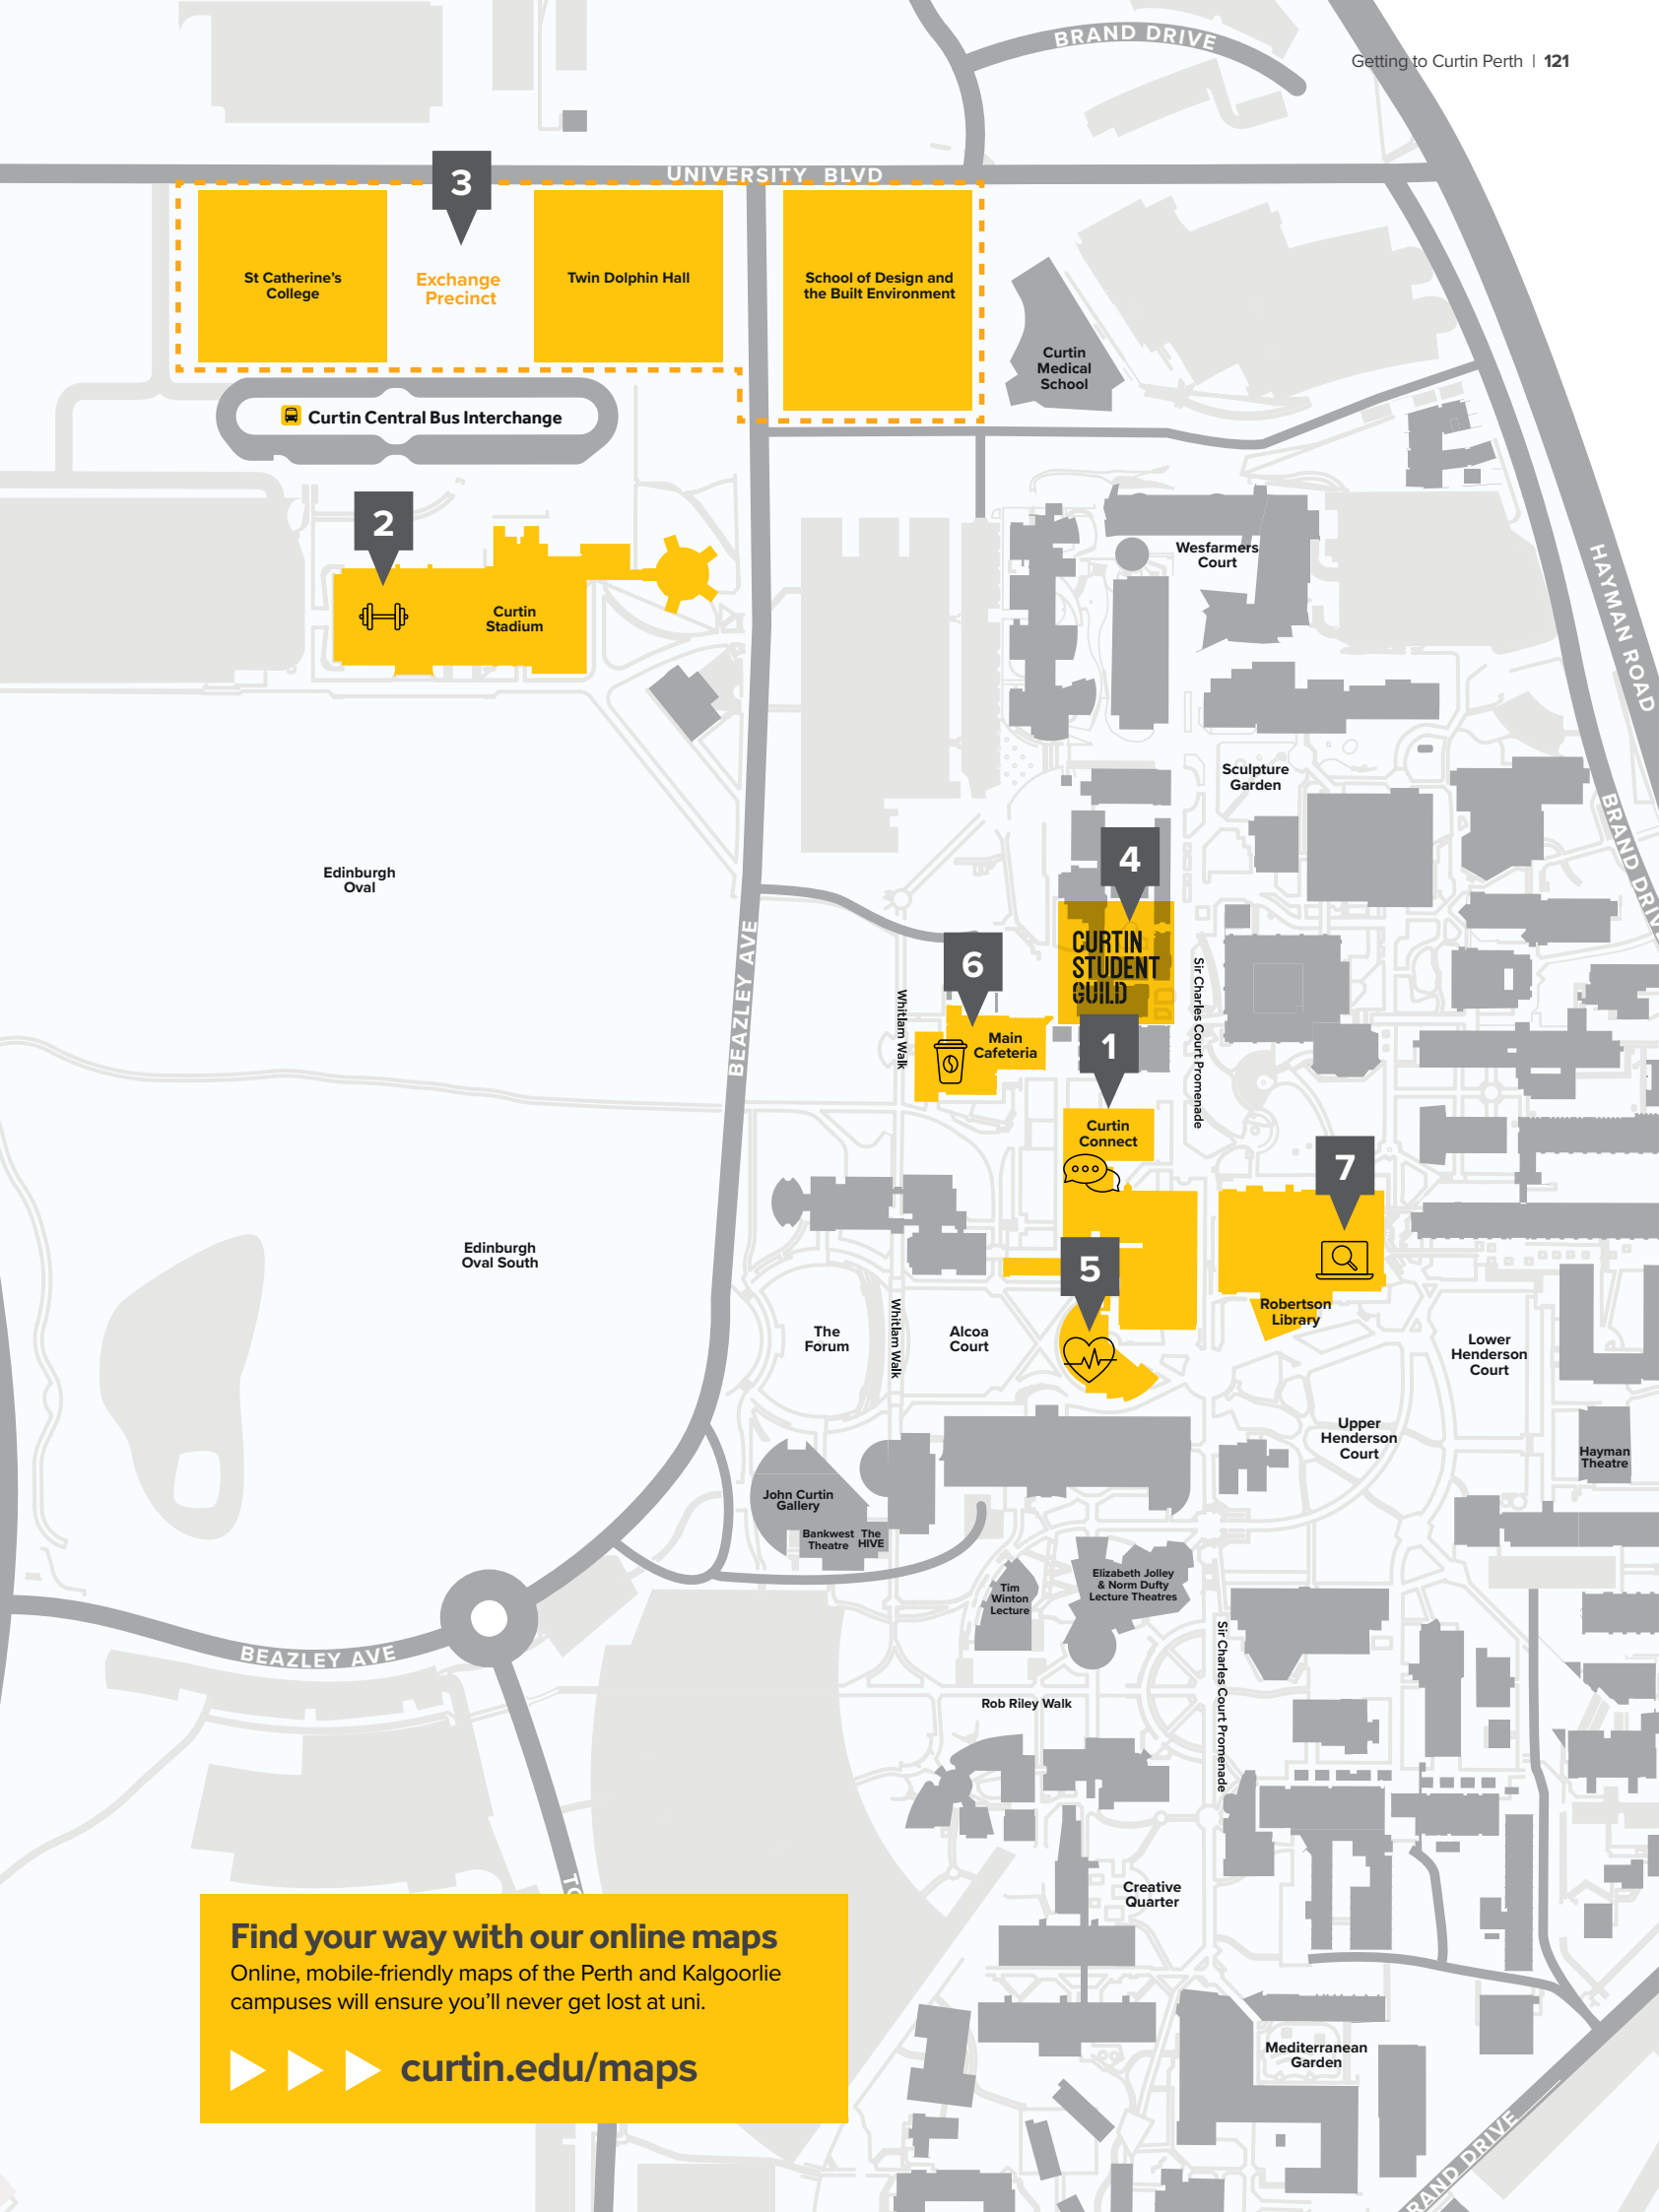 Getting to Curtin Perth | 121
BRAND DRIVE
UNIVERSITY BLVD
3
St Catherine's
College
Exchange
Precinct
Twin Dolphin Hall
School of Design and
the Built Environment
Curtin
Medical
School
Curtin Central Bus Interchange
2
Curtin
Stadium
Wesfarmers
Court
HAYMAN ROAD
Sculpture
Garden
BRAND DRIVE
Edinburgh
Oval
4
CURTIN
STUDENT
GUILD
BEAZLEY AVE
6
Whitlam Walk
Main
Cafeteria
1
Sir Charles Court Promenade
Curtin
Connect
7
Edinburgh
Oval South
5
Robertson
Library
The
Forum
Whitlam Walk
Alcoa
Court
Lower
Henderson
Court
Upper
Henderson
Court
Hayman
Theatre
John Curtin
Gallery
Bankwest
Theatre
The
HIVE
Tim
Winton
Lecture
Elizabeth Jolley
& Norm Dufty
Lecture Theatres
BEAZLEY AVE
Sir Charles Court Promenade
Rob Riley Walk
Creative
Quarter
Find your way with our online maps
Online, mobile-friendly maps of the Perth and Kalgoorlie
campuses will ensure you'll never get lost at uni.
curtin.edu/maps
Mediterranean
Garden
BRAND DRIVE